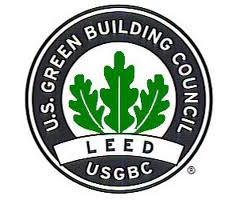 U.S. GREEN BUILDING COUNCIL
LEED
USGBC
®